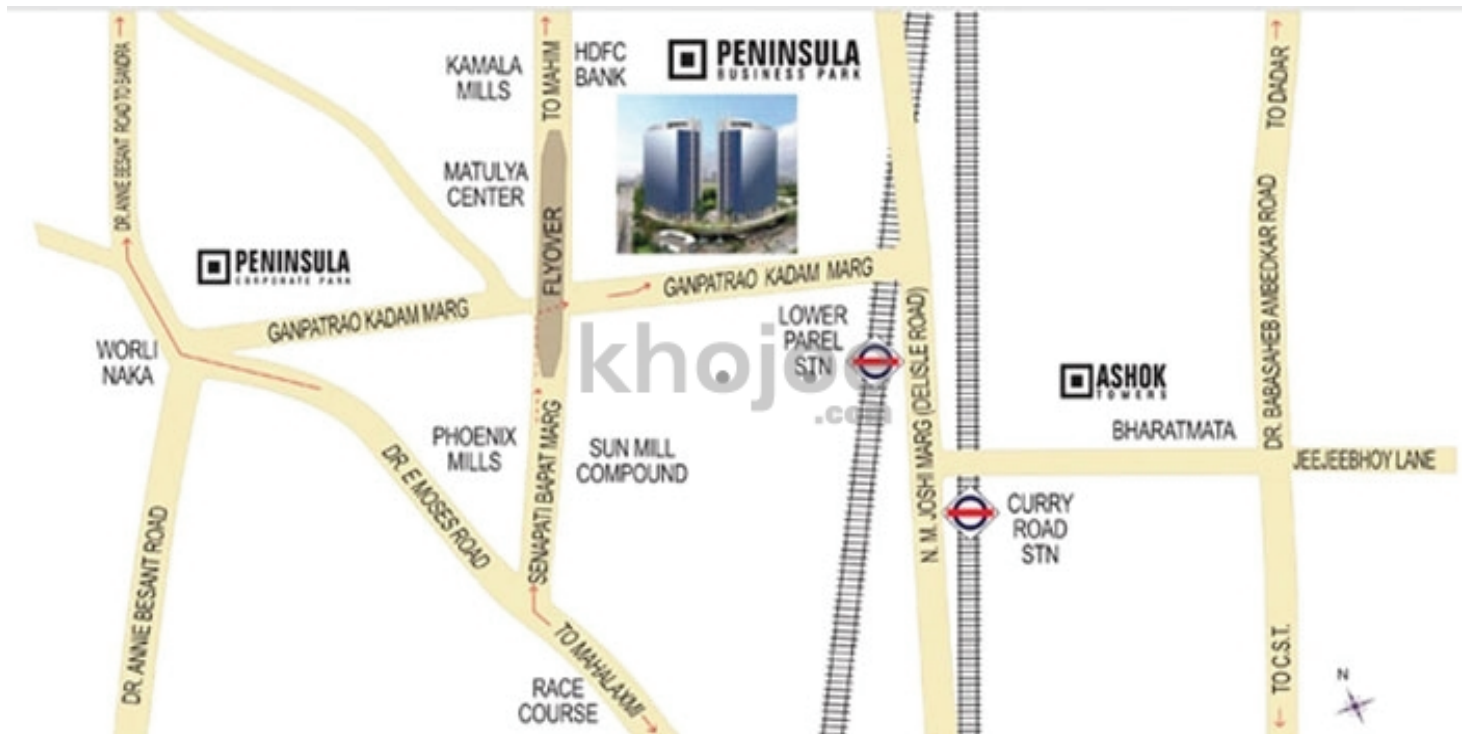 DR. ANNIE BESANT ROAD TO BANDRA
KAMALA
MILLS
TO MAHIM
HDFC
BANK
PENINSULA
BUSINESS PARK
TO DADAR
MATULYA
CENTER
FLYOVER
PENINSULA
CORPORATE PARK
GANPATRAO KADAM MARG
GANPATRAO KADAM MARG
WORLI
NAKA
LOWER
PAREL
STN
khojo
.com
N. M. JOSHI MARG (DELISLE ROAD)
ASHOK
TOWERS
DR. BABASAHEB AMBEDKAR ROAD
BHARATMATA
JEEJEEBHOY LANE
PHOENIX
MILLS
SENAPATI BAPAT MARG
SUN MILL
COMPOUND
DR. E MOSES ROAD
CURRY
ROAD
STN
DR. ANNIE BESANT ROAD
TO MAHALAXMI
RACE
COURSE
TO C.S.T.
N